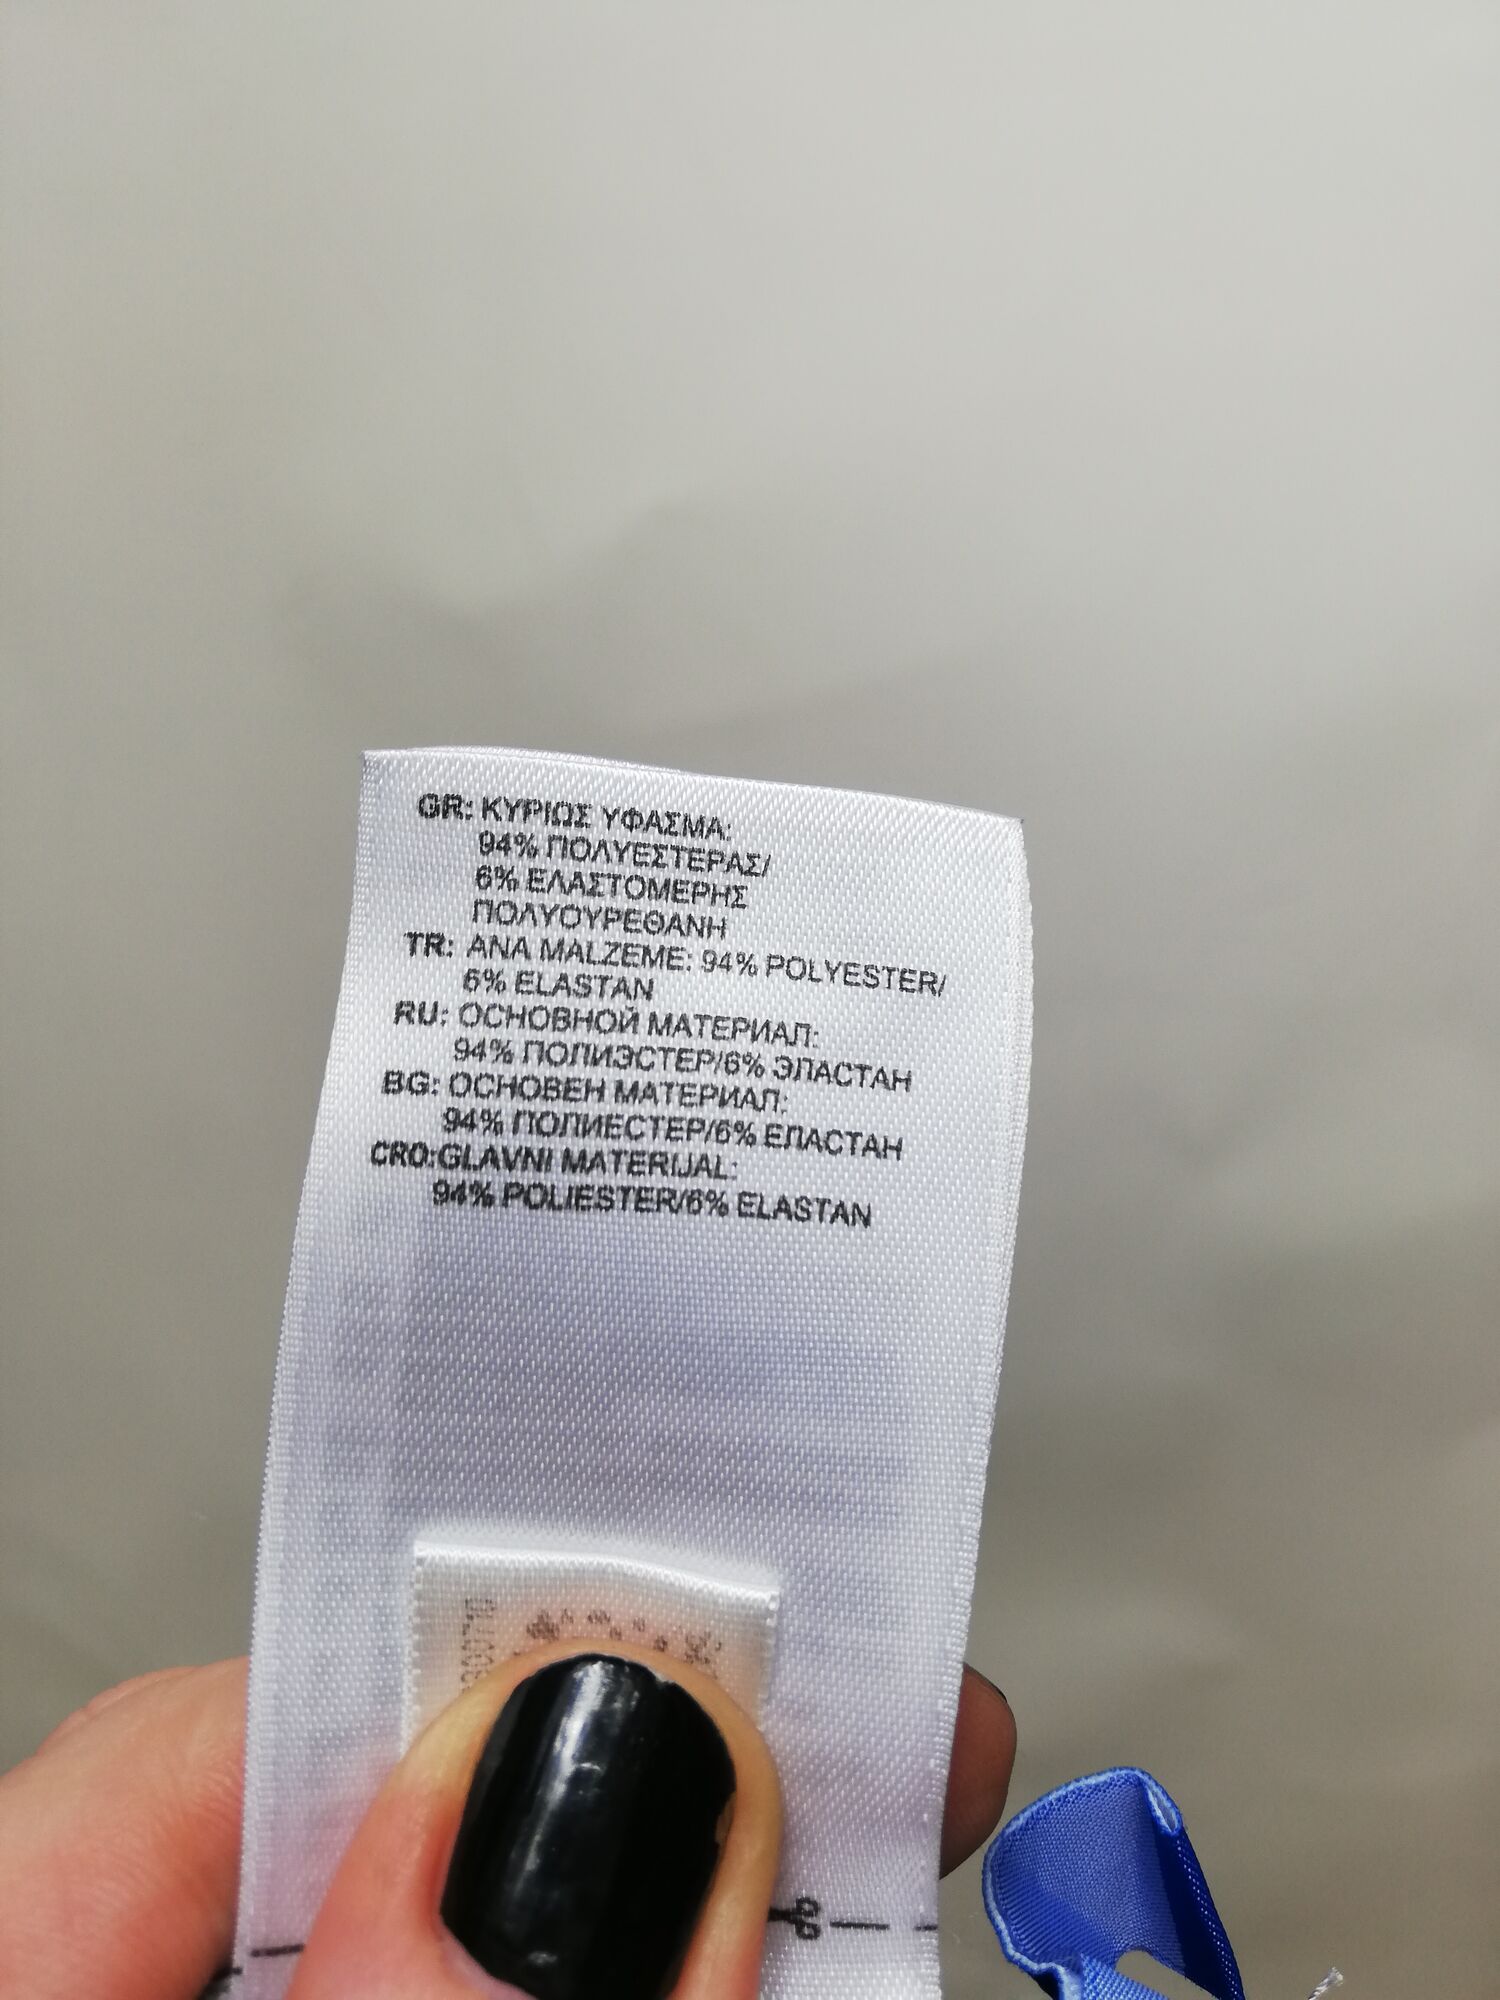 GR: ΚΥΡΙΩΣ ΥΦΑΣΜΑ:
94% ΠΟΛΥΕΣΤΕΡΑΣ/
6% ΕΛΑΣΤΟΜΕΡΗΣ
ΠΟΛΥΟΥΡΕΘΑΝΗ
TR: ANA MALZEME: 94% POLYESTER/
6% ELASTAN
RU: ОСНОВНОЙ МАТЕРИАЛ:
94% ПОЛИЭСТЕР/6% ЭЛАСТАН
BG: ОСНОВЕН МАТЕРИАЛ:
94% ПОЛИЕСТЕР/6% ЕЛАСТАН
CRO:GLAVNI MATERIJAL:
94% POLIESTER/6% ELASTAN